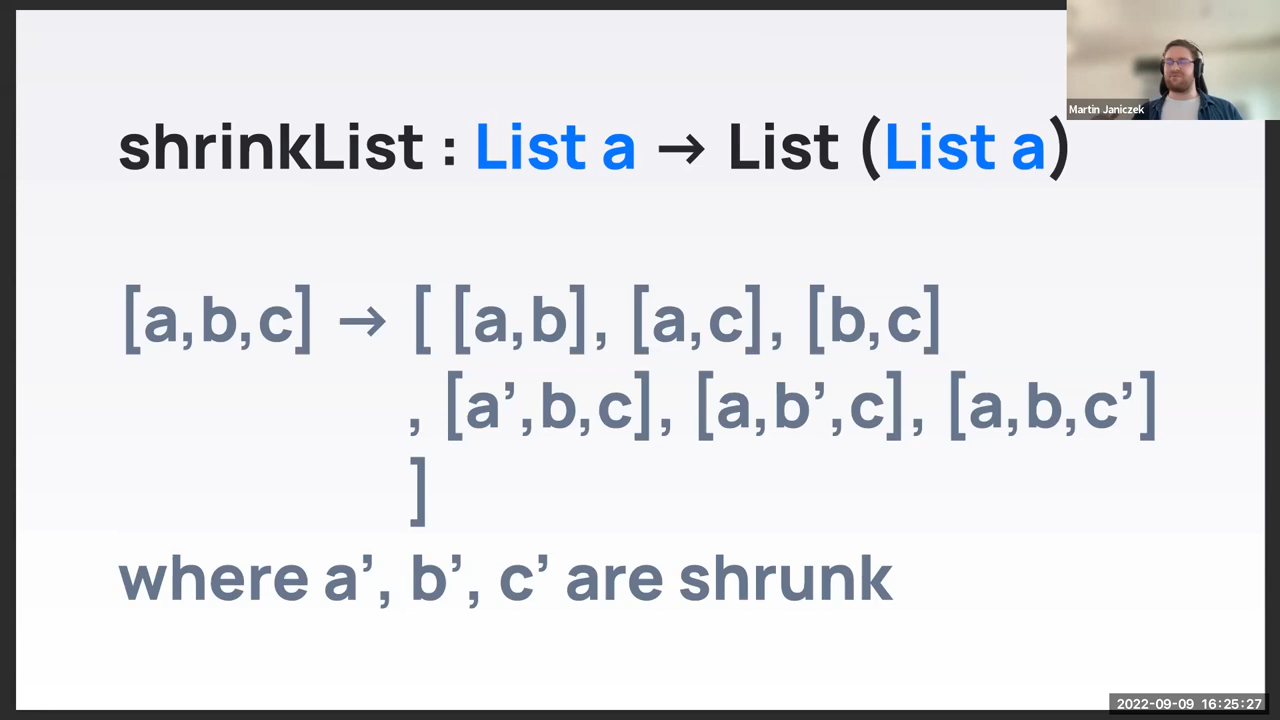 Martin Janiczek
shrinkList : List a → List (List a)
[a,b,c] → [ [a,b], [a,c], [b,c]
, [a’,b,c], [a,b’,c], [a,b,c’]
]
where a’, b’, c’ are shrunk
2022-09-09 16:25:27